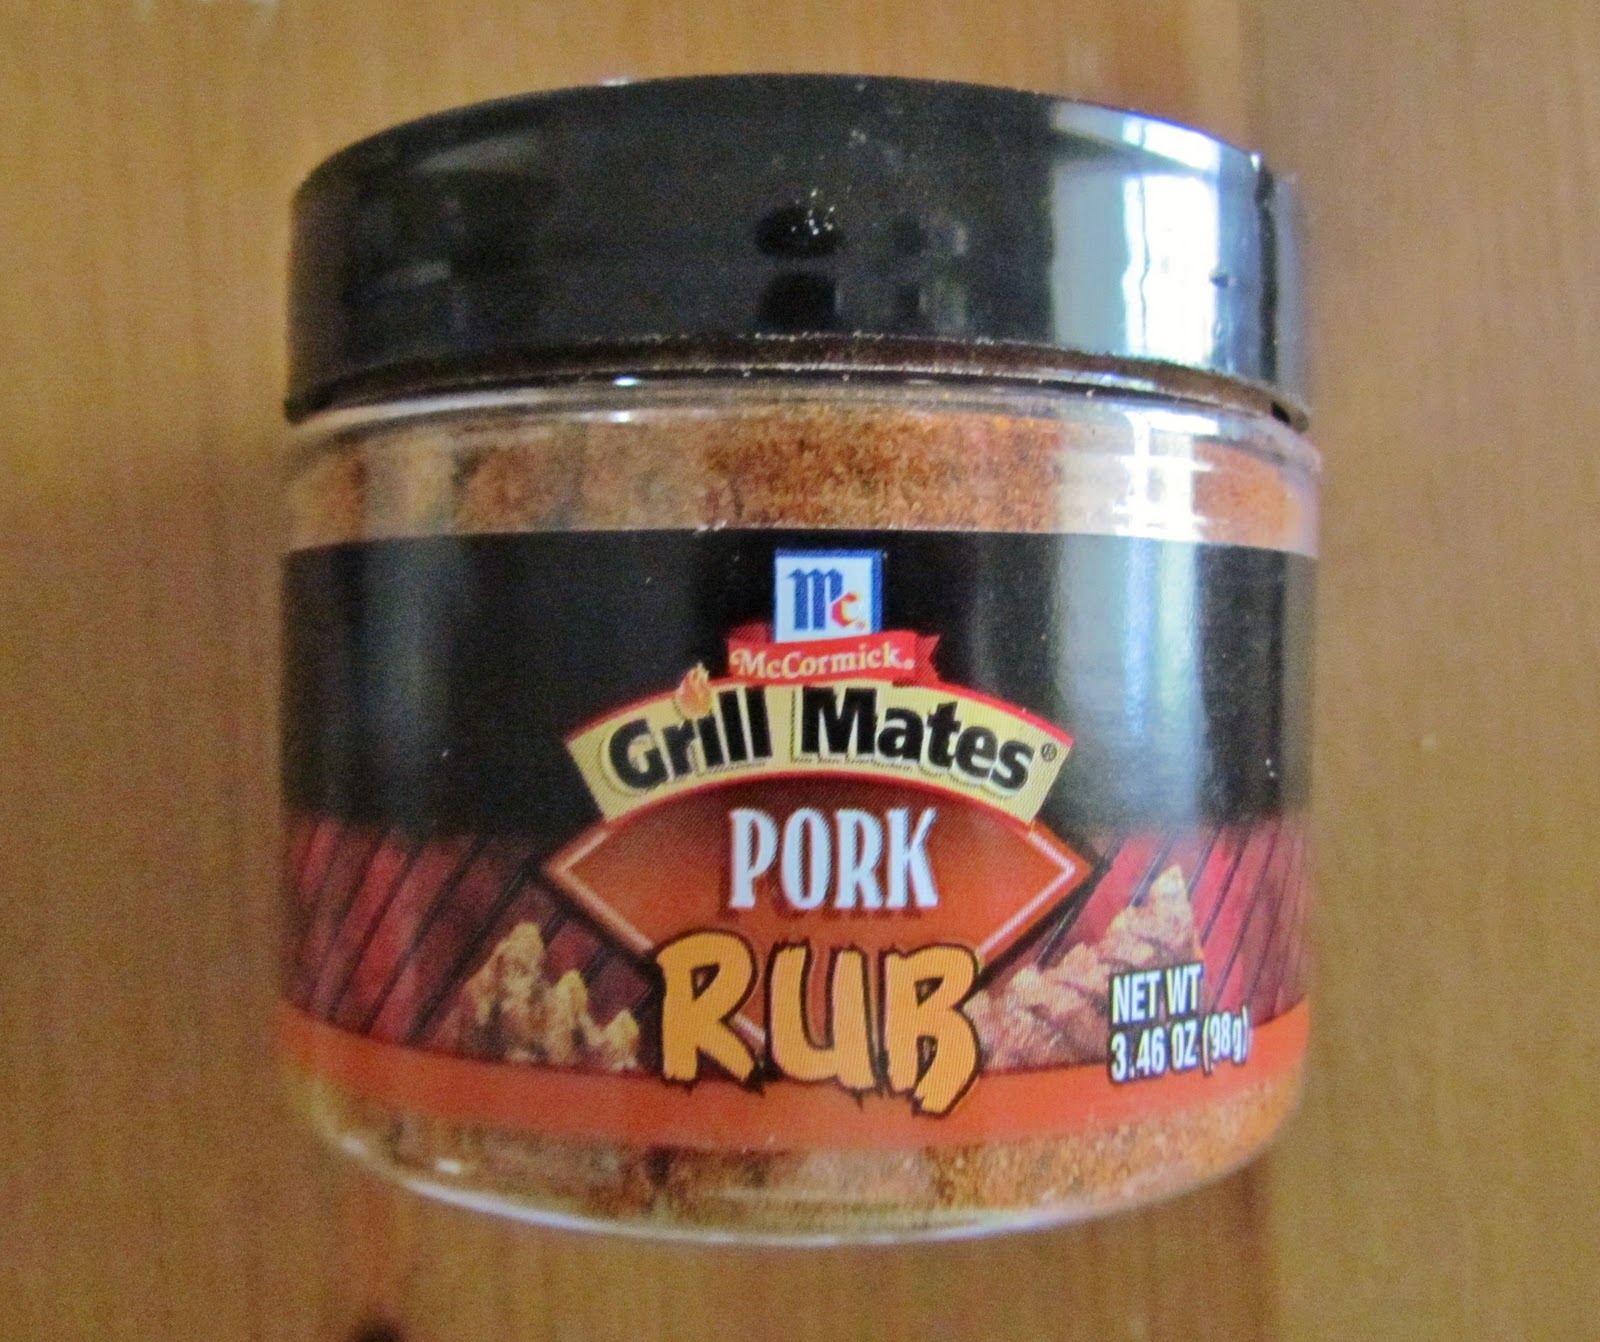 Mc®
McCormick®
Grill Mates®
PORK
RUB
NET WT
3.46 OZ (98g)